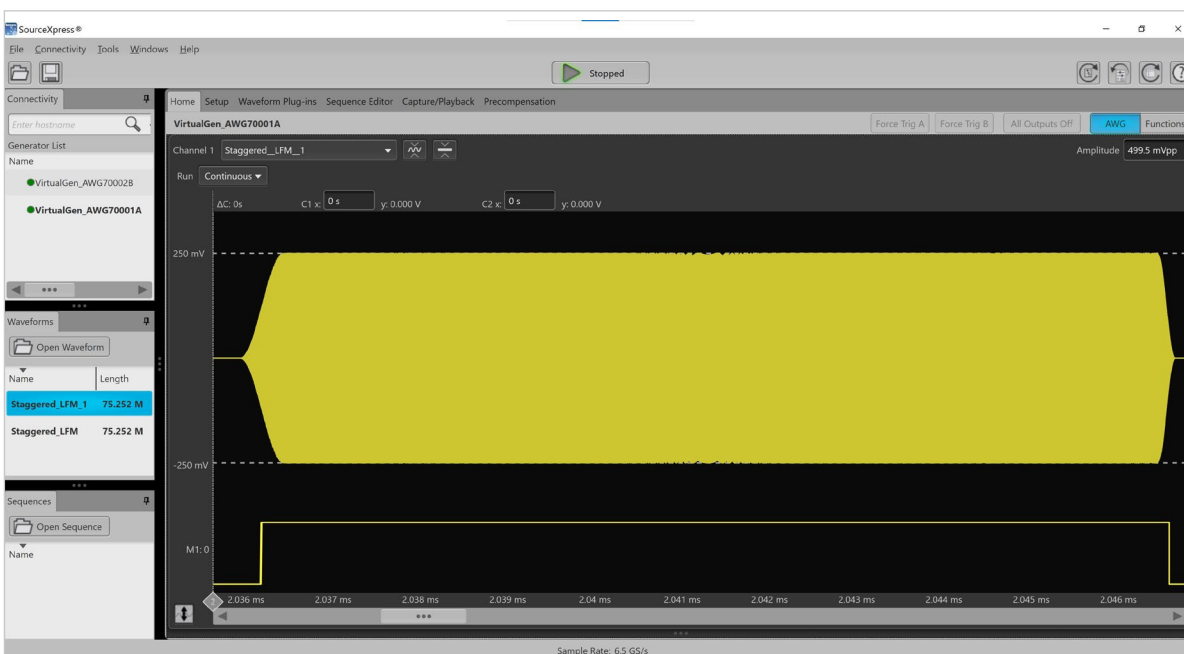 SourceXpress®
File Connectivity Tools Windows Help
Stopped
Connectivity
Enter hostname
Generator List
Name
VirtualGen_AWG70002B
VirtualGen_AWG70001A
Waveforms
Open Waveform
Name Length
Staggered_LFM_1 75.252 M
Staggered_LFM 75.252 M
Sequences
Open Sequence
Name
Home Setup Waveform Plug-ins Sequence Editor Capture/Playback Precompensation
VirtualGen_AWG70001A Force Trig A Force Trig B All Outputs Off AWG Functions
Channel 1 Staggered__LFM__1 Amplitude 499.5 mVpp
Run Continuous
ΔC: 0s C1 x: 0 s y: 0.000 V C2 x: 0 s y: 0.000 V
250 mV
-250 mV
M1: 0
2.036 ms 2.037 ms 2.038 ms 2.039 ms 2.04 ms 2.041 ms 2.042 ms 2.043 ms 2.044 ms 2.045 ms 2.046 ms
Sample Rate: 6.5 GS/s